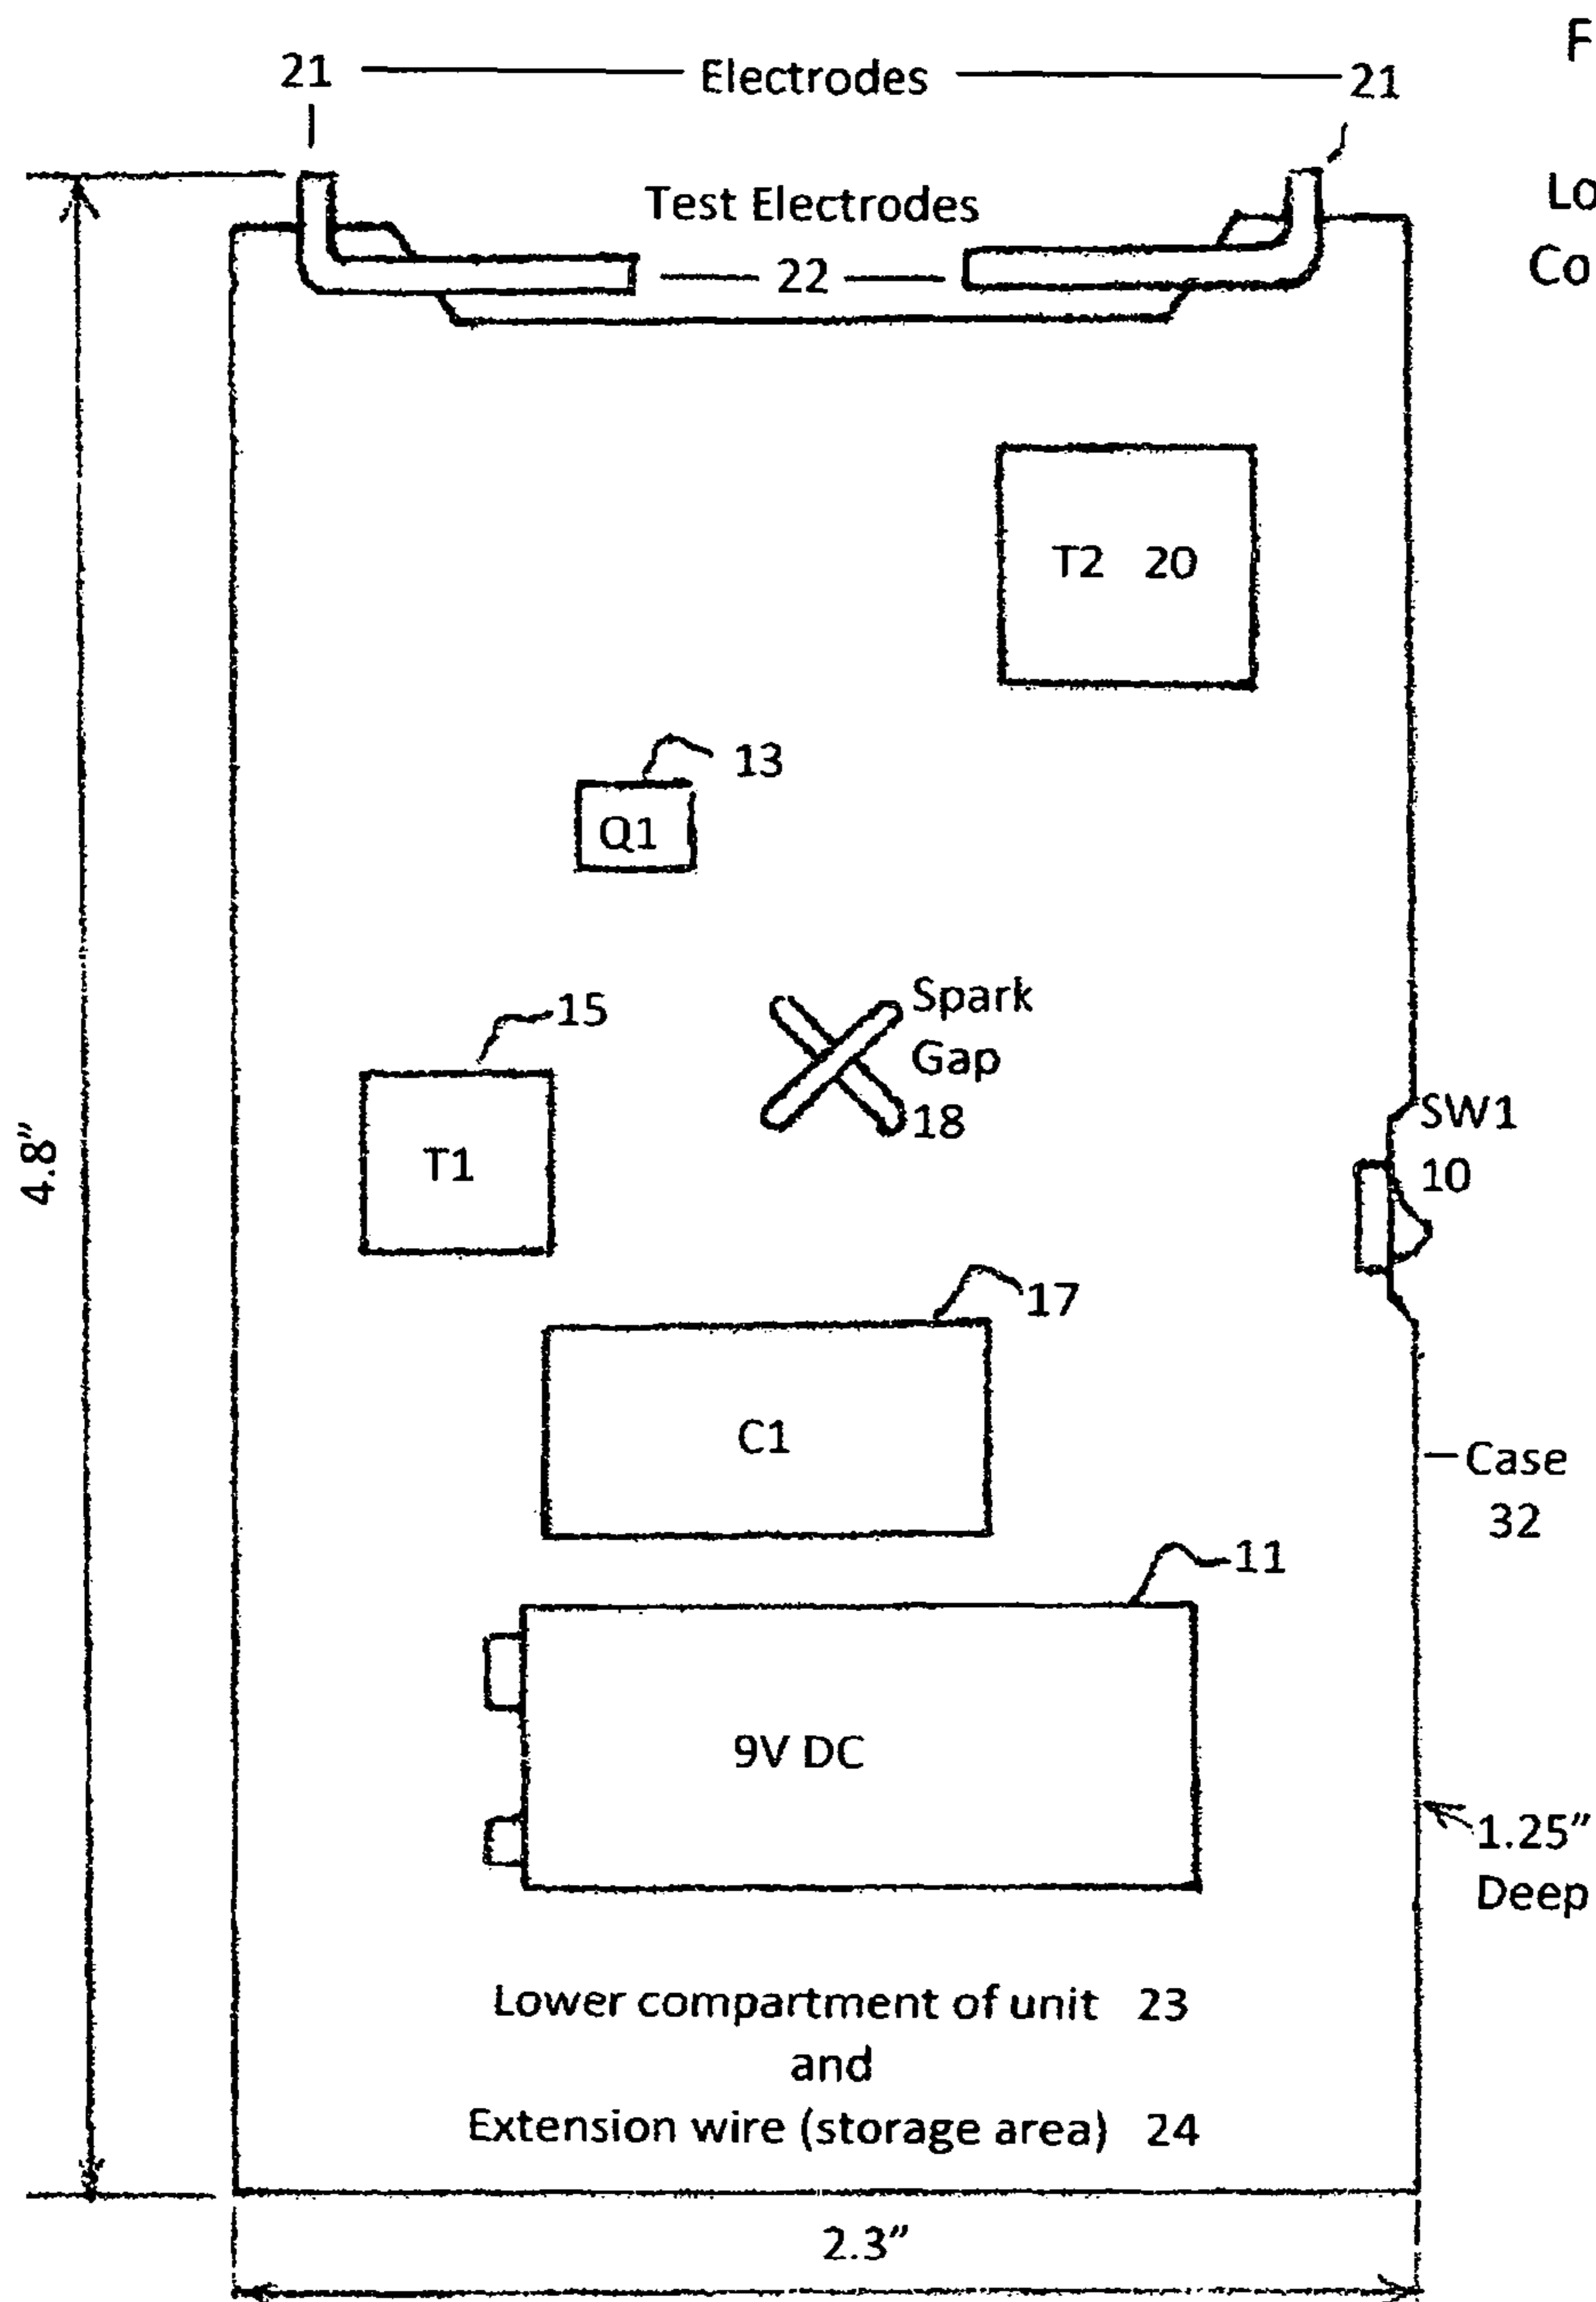 F
21 Electrodes 21
Lo
Test Electrodes
Co
22
T2 20
13
Q1
Spark
15
Gap
18
SW1
4.8"
T1
10
17
C1
Case
32
11
9V DC
1.25"
Deep
Lower compartment of unit 23
and
Extension wire (storage area) 24
2.3"